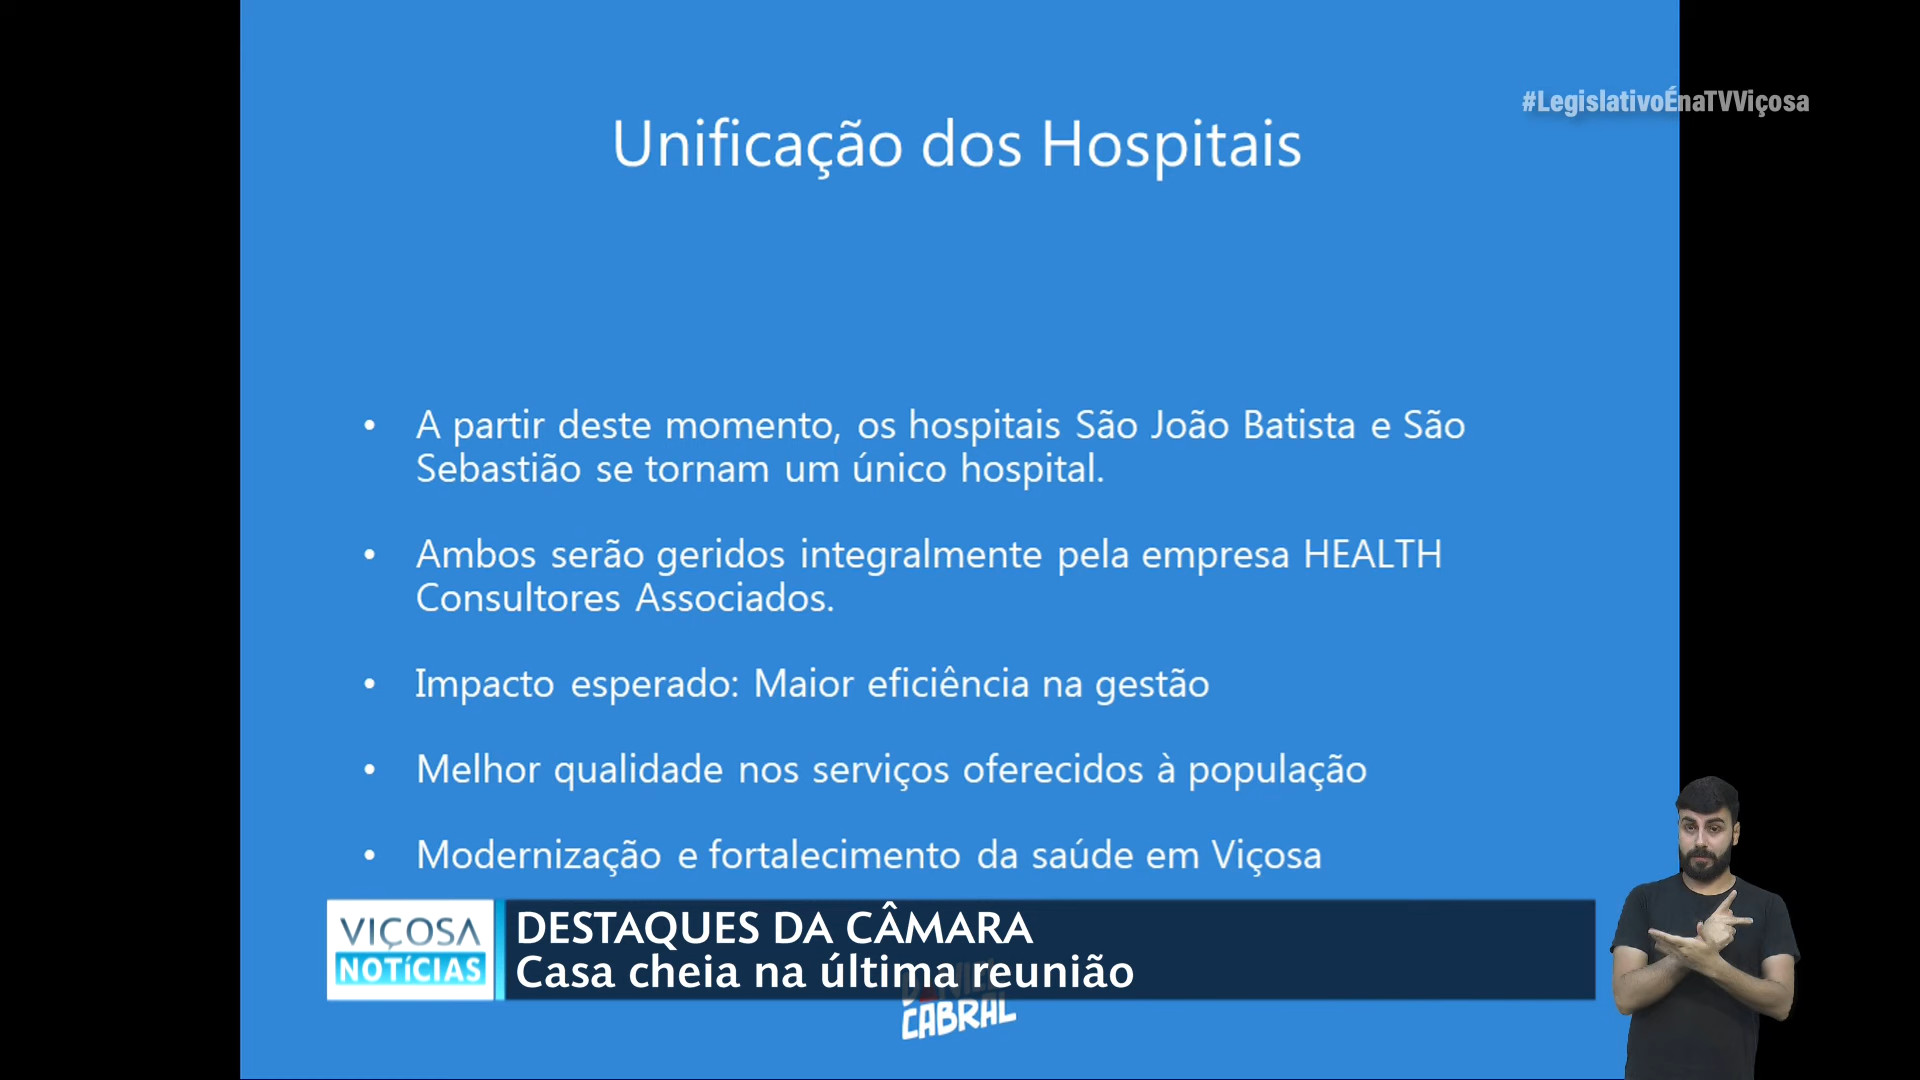 #LegislativoÉnaTVViçosa
Unificação dos Hospitais
• A partir deste momento, os hospitais São João Batista e São
Sebastião se tornam um único hospital.
• Ambos serão geridos integralmente pela empresa HEALTH
Consultores Associados.
• Impacto esperado: Maior eficiência na gestão
• Melhor qualidade nos serviços oferecidos à população
• Modernização e fortalecimento da saúde em Viçosa
VIÇOSA
NOTÍCIAS
DESTAQUES DA CÂMARA
Casa cheia na última reunião
CABRAL